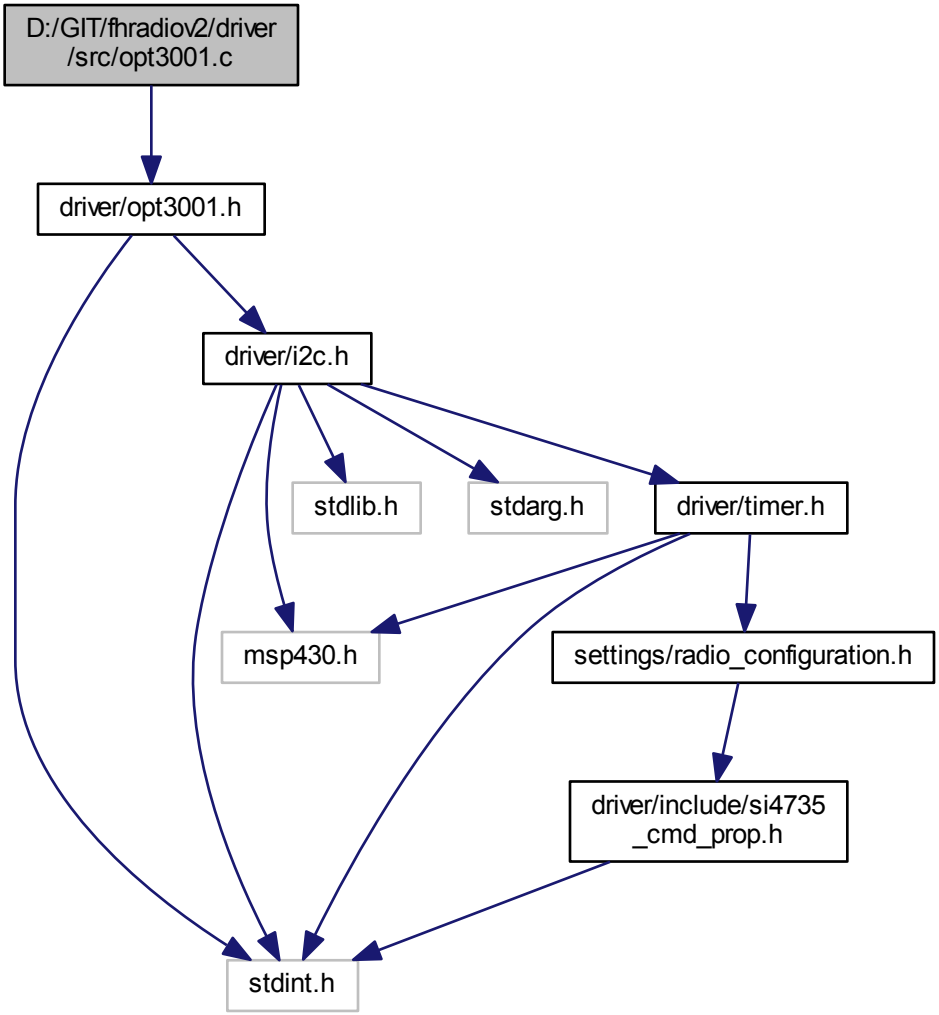 D:/GIT/fhradiov2/driver
/src/opt3001.c
driver/opt3001.h
driver/i2c.h
stdlib.h
stdarg.h
driver/timer.h
msp430.h
settings/radio_configuration.h
driver/include/si4735
_cmd_prop.h
stdint.h